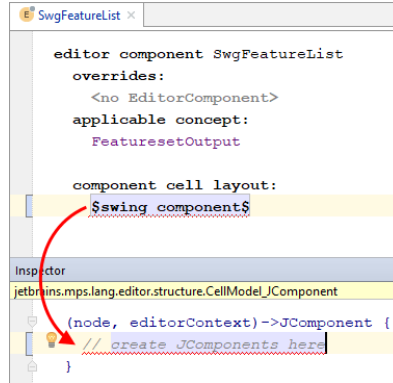 SwgFeatureList ×
editor component SwgFeatureList
overrides:
<no EditorComponent>
applicable concept:
FeaturesetOutput
component cell layout:
$swing component$
Inspector
jetbrains.mps.lang.editor.structure.CellModel_JComponent
(node, editorContext)->JComponent {
// create JComponents here
}